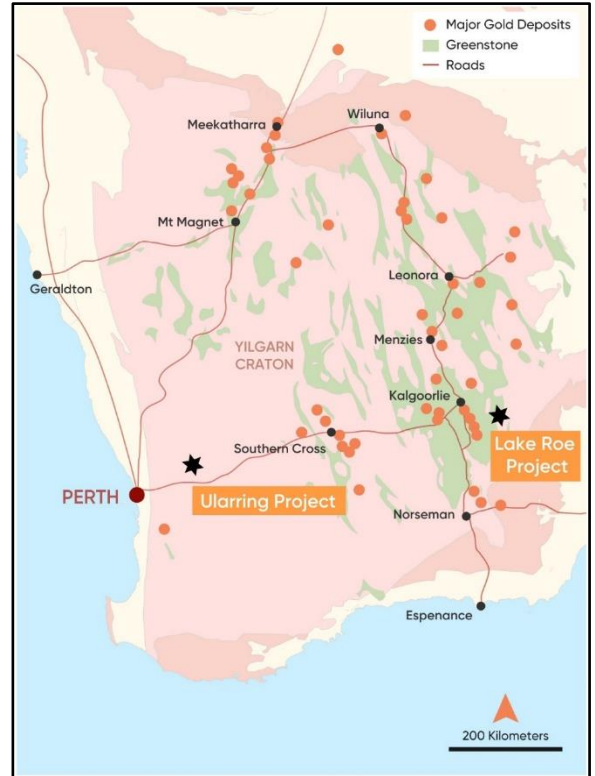 Major Gold Deposits
Greenstone
Roads
Meekatharra
Wiluna
Mt Magnet
Geraldton
Leonora
Menzies
YILGARN
CRATON
Kalgoorlie
Southern Cross
Lake Roe
Project
PERTH
Ularring Project
Norseman
Espenance
200 Kilometers